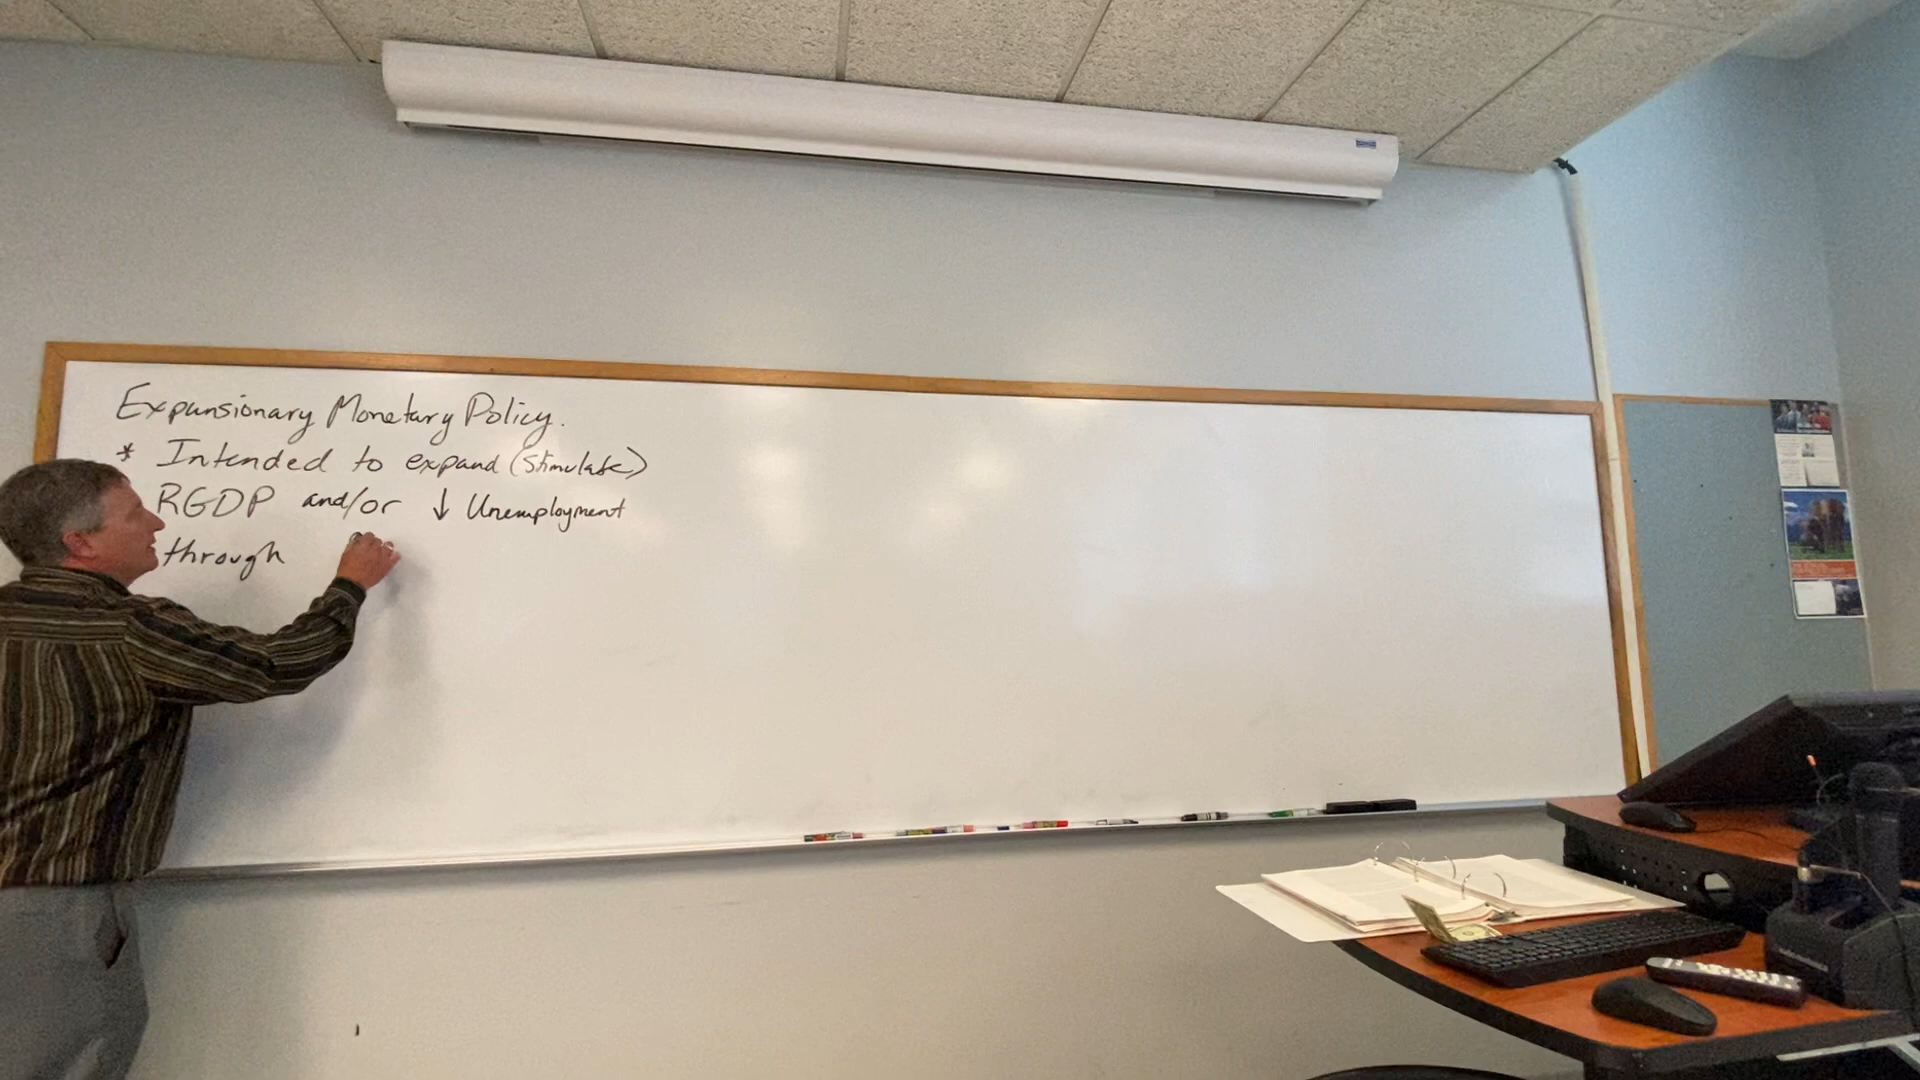 Expansionary Monetary Policy.
* Intended to expand (stimulate)
RGDP and/or ↓ Unemployment
through